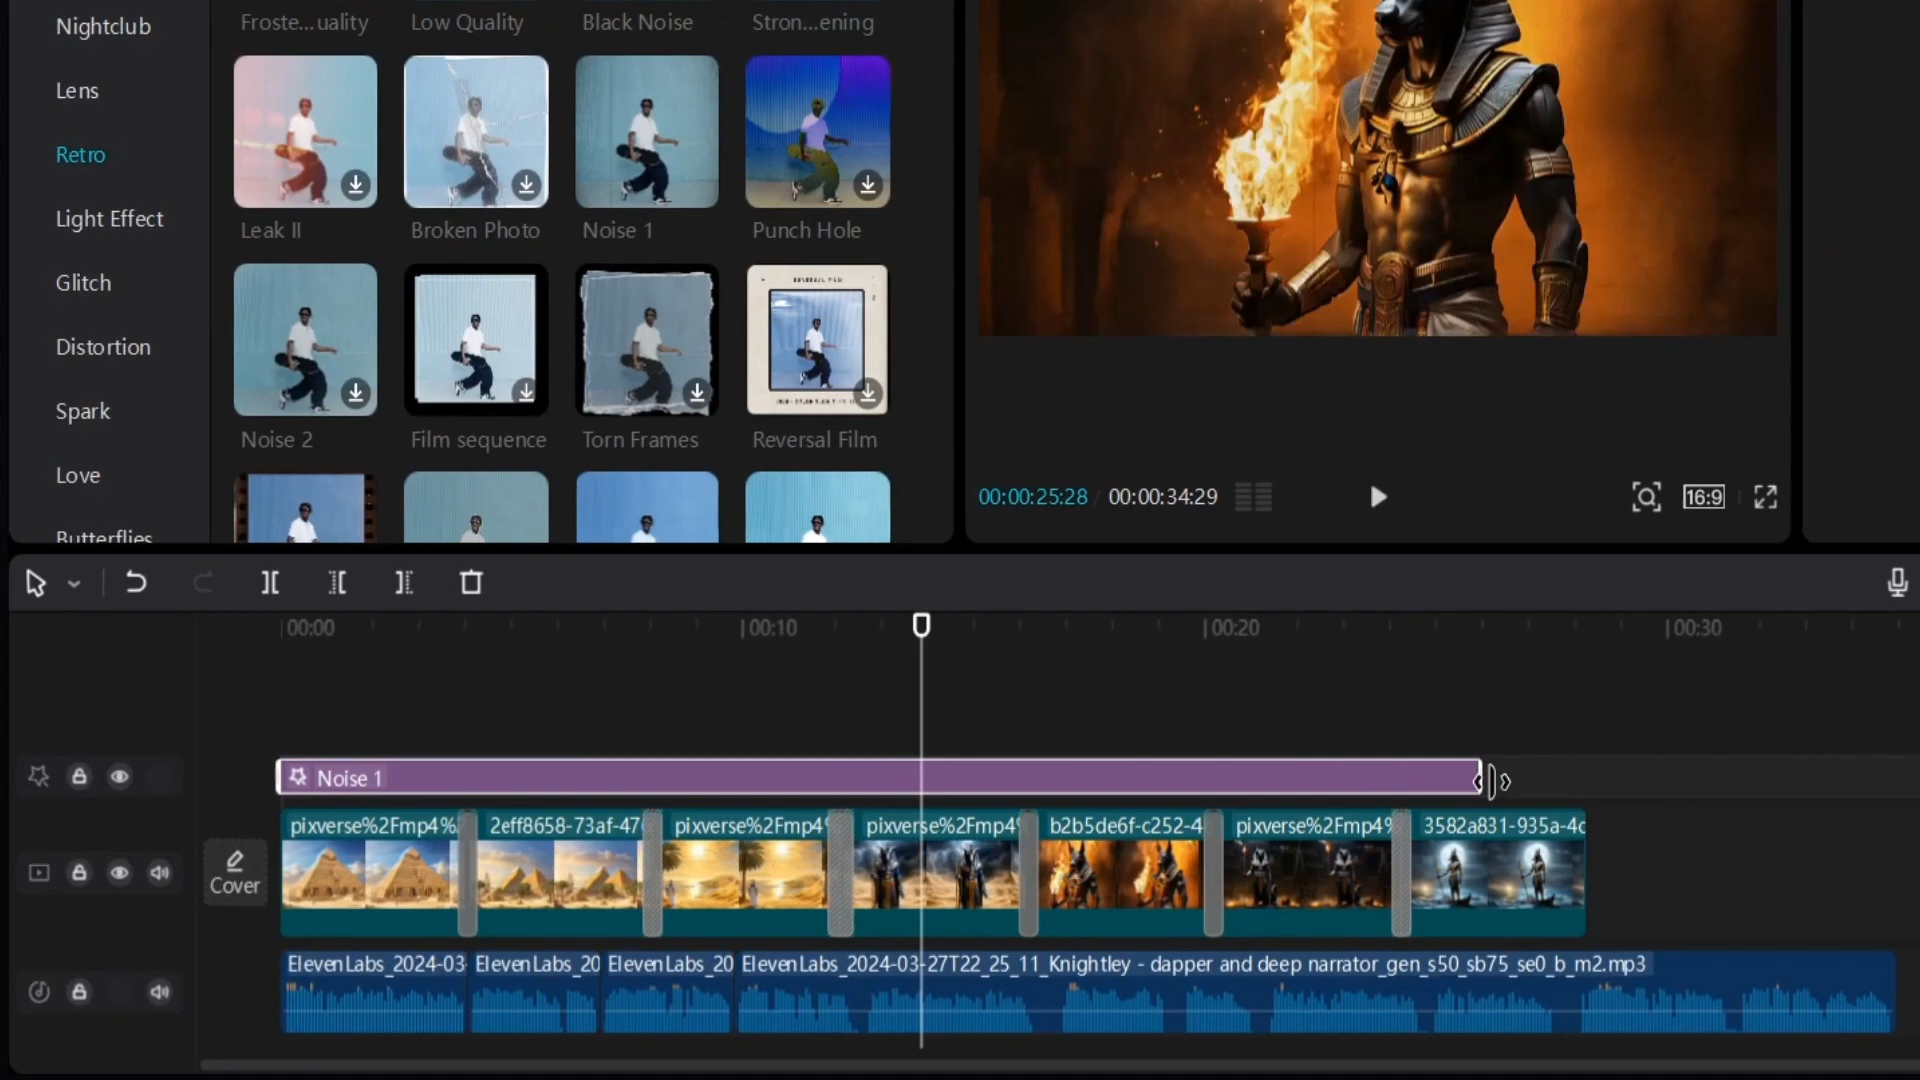 Nightclub
Lens
Retro
Light Effect
Glitch
Distortion
Spark
Love
Butterflies
Froste...uality
Low Quality
Black Noise
Stron...ening
Leak II
Broken Photo
Noise 1
Punch Hole
Noise 2
Film sequence
Torn Frames
Reversal Film
REVERSAL FILM
00:00:25:28 / 00:00:34:29
16:9
00:00
00:10
00:20
00:30
Noise 1
Cover
pixverse%2Fmp4%
2eff8658-73af-47
pixverse%2Fmp4%
pixverse%2Fmp4%
b2b5de6f-c252-4
pixverse%2Fmp4%
3582a831-935a-4c
ElevenLabs_2024-03-
ElevenLabs_20
ElevenLabs_20
ElevenLabs_2024-03-27T22_25_11_Knightley - dapper and deep narrator_gen_s50_sb75_se0_b_m2.mp3